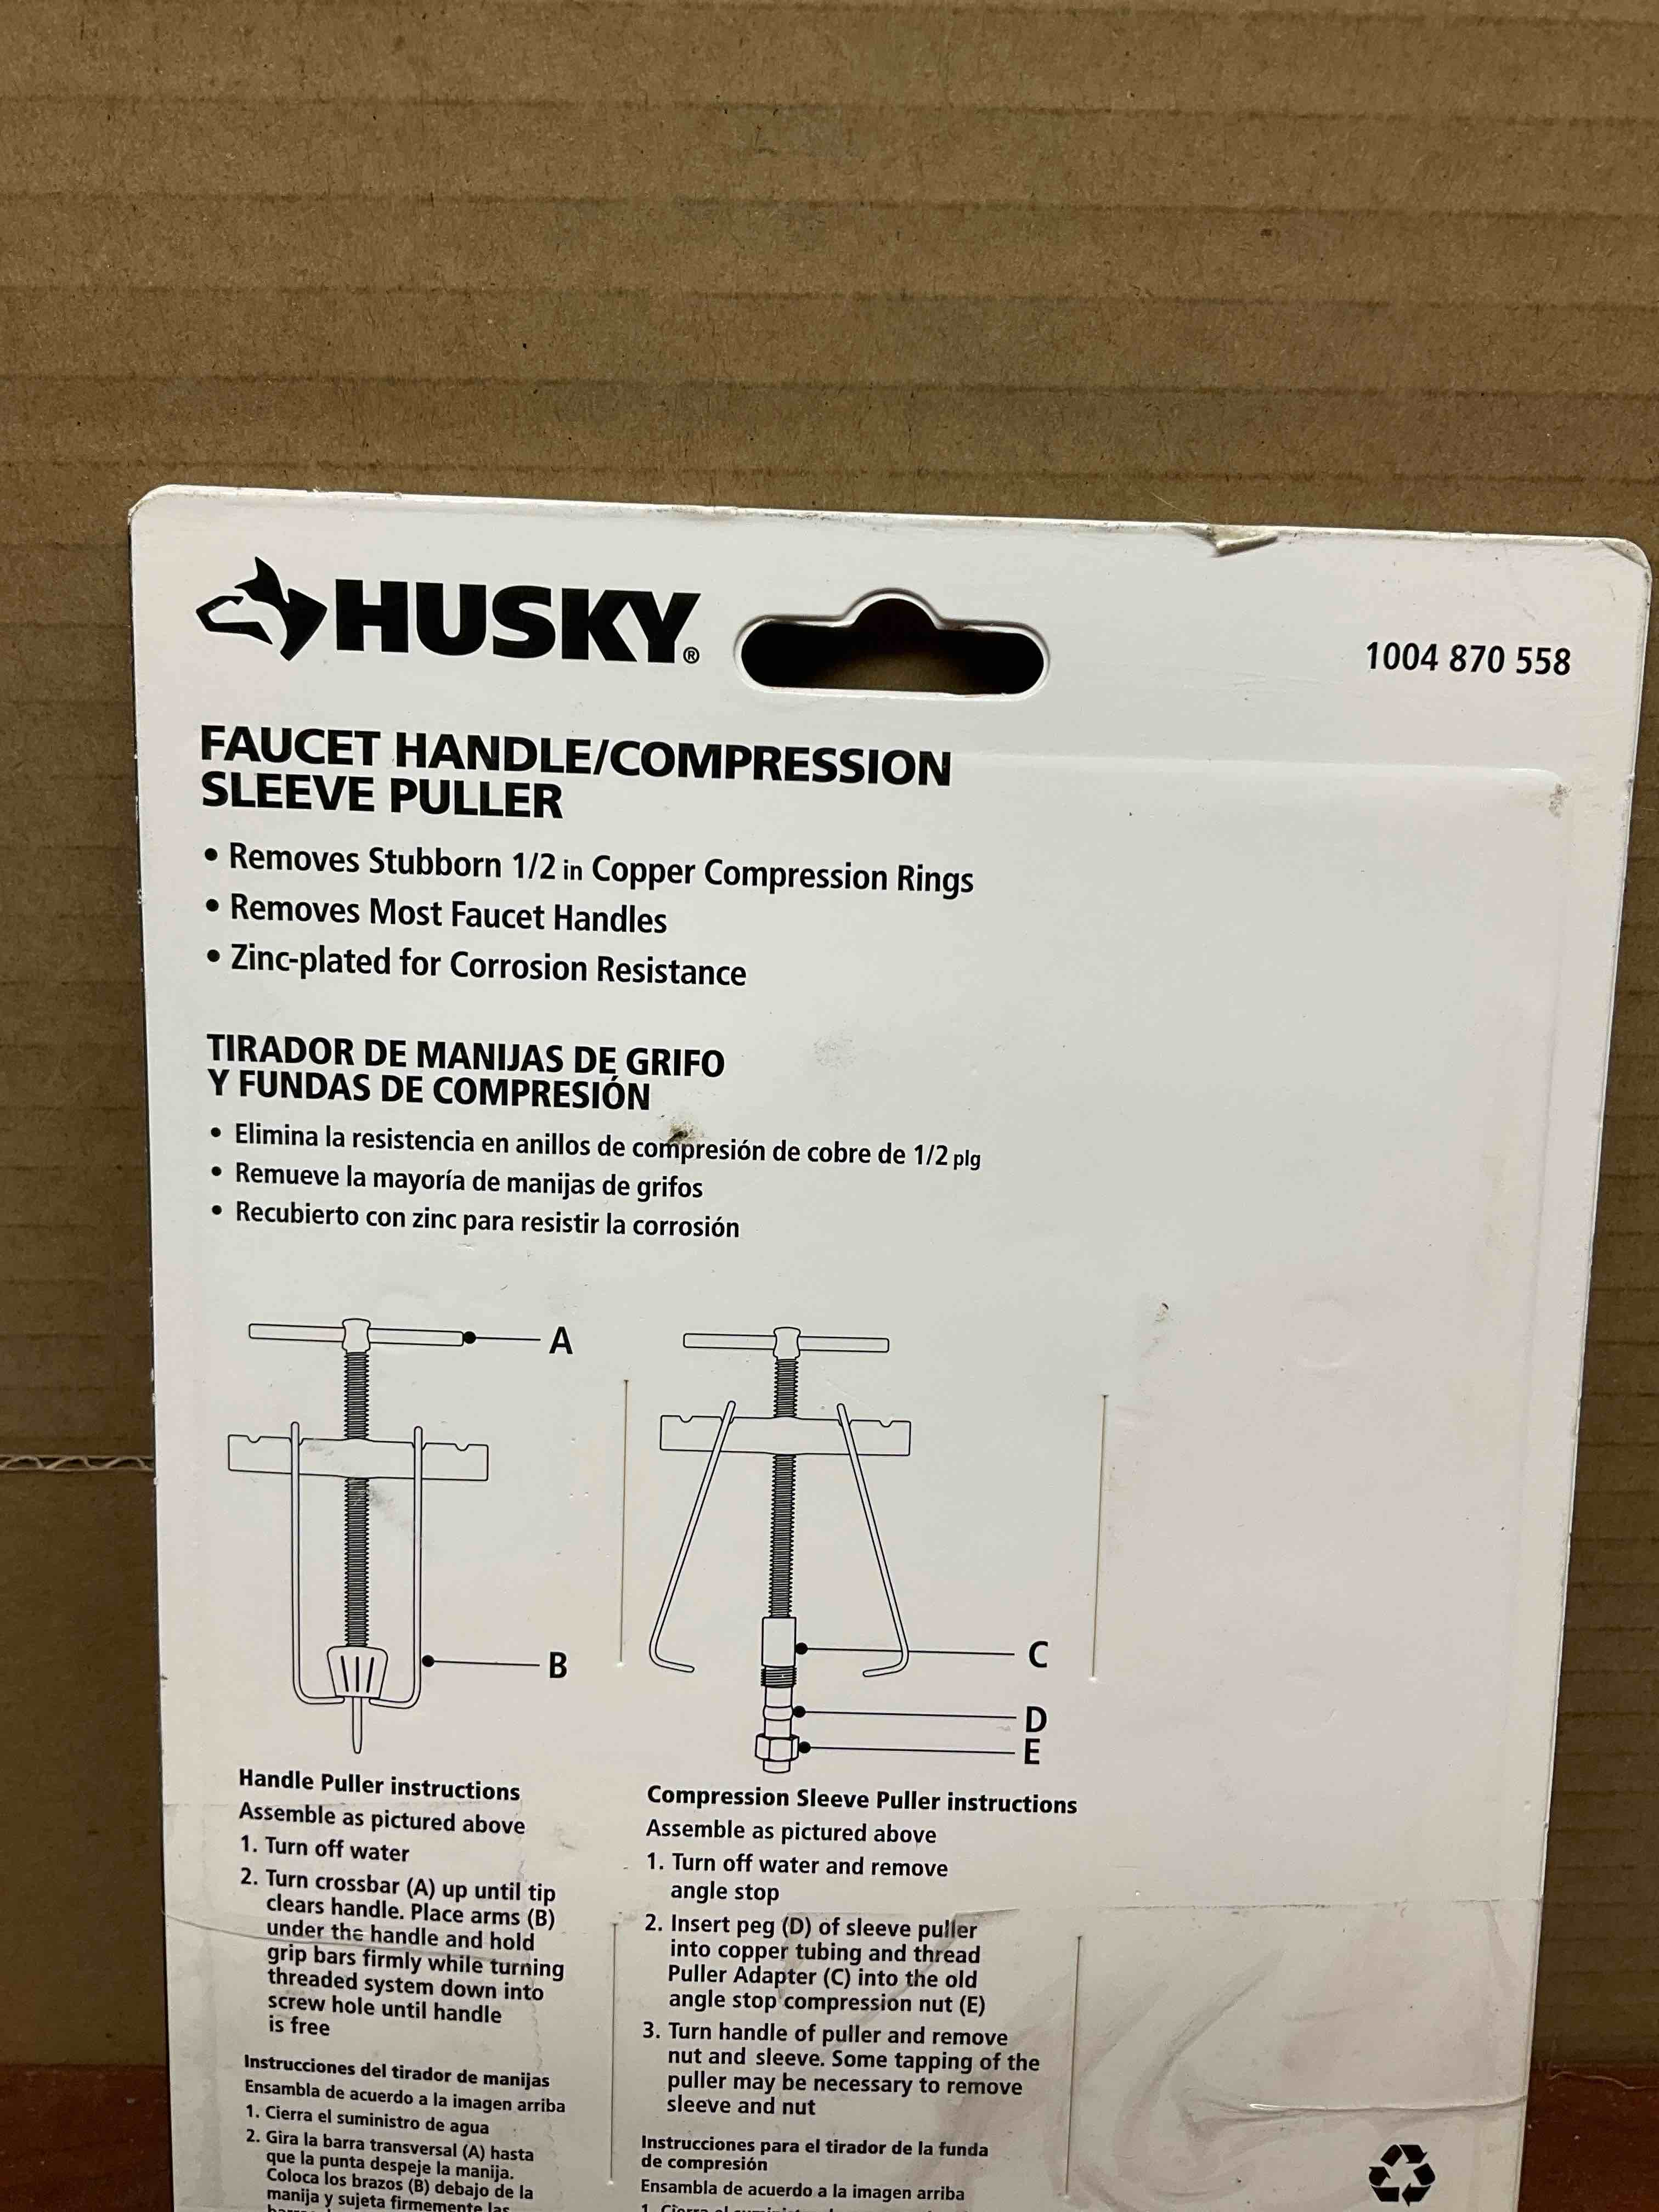 HUSKY®
1004 870 558
FAUCET HANDLE/COMPRESSION
SLEEVE PULLER
• Removes Stubborn 1/2 in Copper Compression Rings
• Removes Most Faucet Handles
• Zinc-plated for Corrosion Resistance
TIRADOR DE MANIJAS DE GRIFO
Y FUNDAS DE COMPRESIÓN
• Elimina la resistencia en anillos de compresión de cobre de 1/2 plg
• Remueve la mayoría de manijas de grifos
• Recubierto con zinc para resistir la corrosión
A
B
C
D
E
Handle Puller instructions
Assemble as pictured above
1. Turn off water
2. Turn crossbar (A) up until tip
clears handle. Place arms (B)
under the handle and hold
grip bars firmly while turning
threaded system down into
screw hole until handle
is free
Instrucciones del tirador de manijas
Ensambla de acuerdo a la imagen arriba
1. Cierra el suministro de agua
2. Gira la barra transversal (A) hasta
que la punta despeje la manija.
Coloca los brazos (B) debajo de la
manija y sujeta firmemente las
Compression Sleeve Puller instructions
Assemble as pictured above
1. Turn off water and remove
angle stop
2. Insert peg (D) of sleeve puller
into copper tubing and thread
Puller Adapter (C) into the old
angle stop compression nut (E)
3. Turn handle of puller and remove
nut and sleeve. Some tapping of the
puller may be necessary to remove
sleeve and nut
Instrucciones para el tirador de la funda
de compresión
Ensambla de acuerdo a la imagen arriba